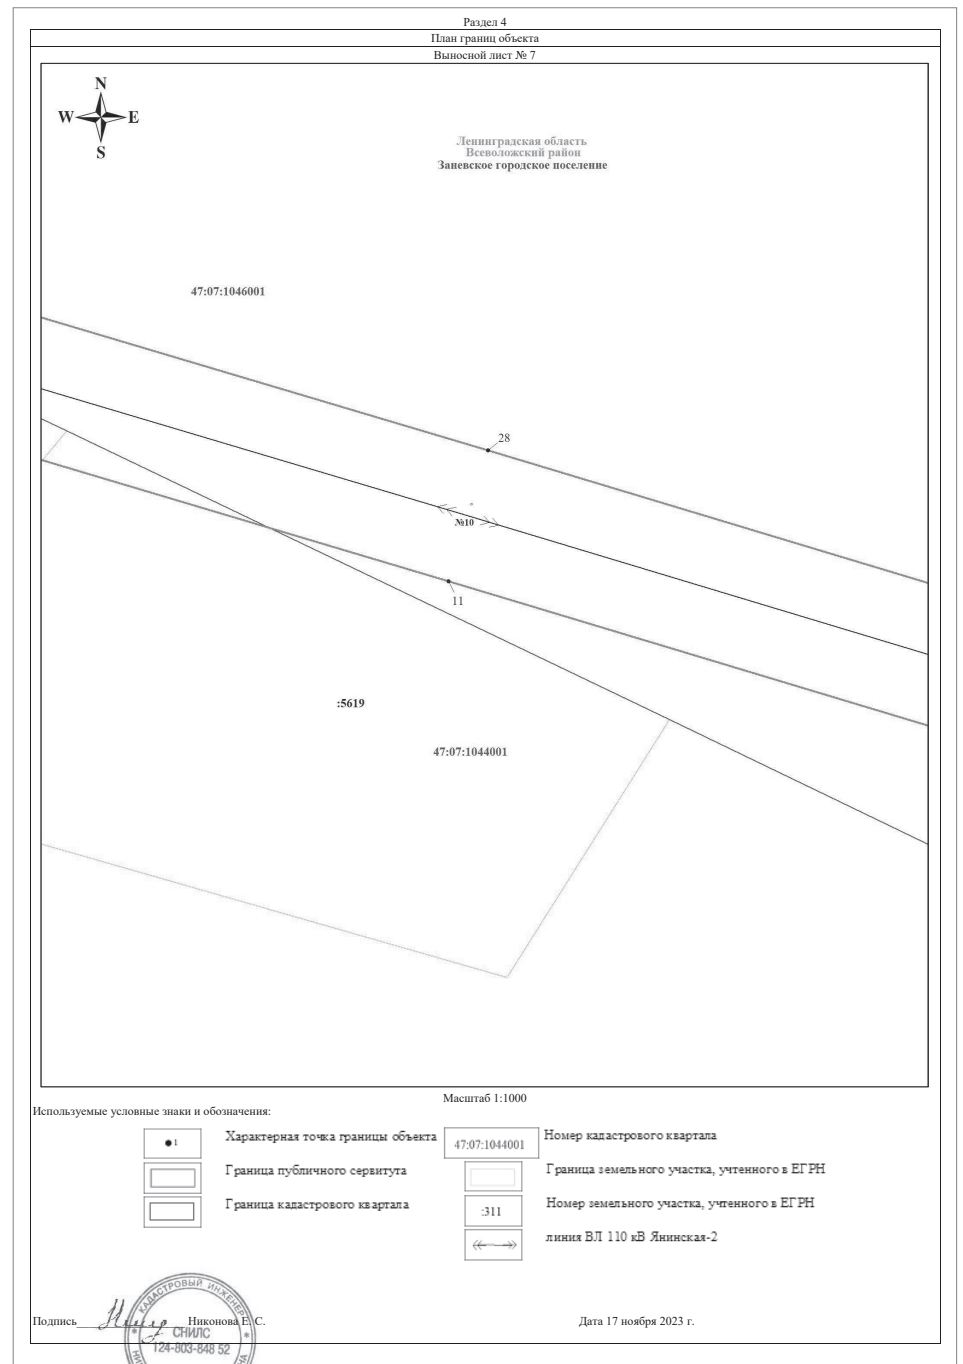 Раздел 4
План границ объекта
Выносной лист № 7
N
W E
S
Ленинградская область
Всеволожский район
Заневское городское поселение
47:07:1046001
28
№10
11
:5619
47:07:1044001
Масштаб 1:1000
Используемые условные знаки и обозначения:
1 Характерная точка границы объекта
47:07:1044001 Номер кадастрового квартала
Граница публичного сервитута
Граница земельного участка, учтенного в ЕГРН
Граница кадастрового квартала
:311 Номер земельного участка, учтенного в ЕГРН
линия ВЛ 110 кВ Янинская-2
КАДАСТРОВЫЙ ИНЖЕНЕР
Подпись Никонова Е. С. Дата 17 ноября 2023 г.
СНИЛС
124-803-848 52